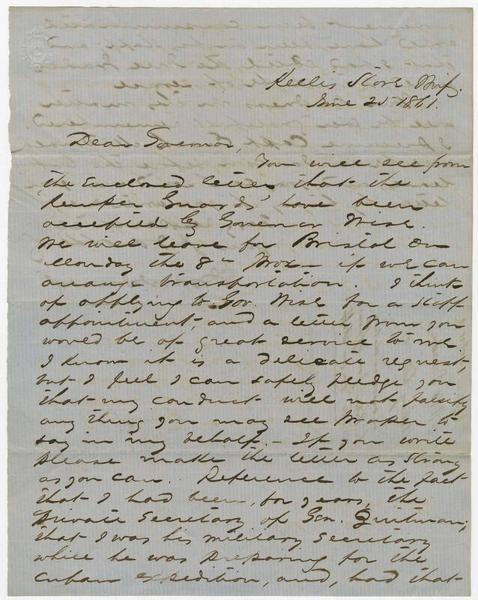 Kellis Store Mifs.
June 25 1861.
Dear Governor,
You will see from
the enclosed letter that the
"Kemper Guards" have been
accepted by Governor Wise.
We will leave for Bristol on
Monday the 8th Prox - if we can
arrange transportation. I think
of applying to Gov. Wise for a staff
appointment, and a letter from you
would be of great service to me.
I know it is a delicate request,
but I feel I can safely pledge you
that my conduct will not falsify
any thing you may see proper to
say in my behalf. - If you write
please make the letter as strong
as you can. Reference to the fact
that I had been, for years, the
private secretary of Gen. Quitman;
that I was his military secretary
while he was preparing for the
Cuban expedition, and, had that